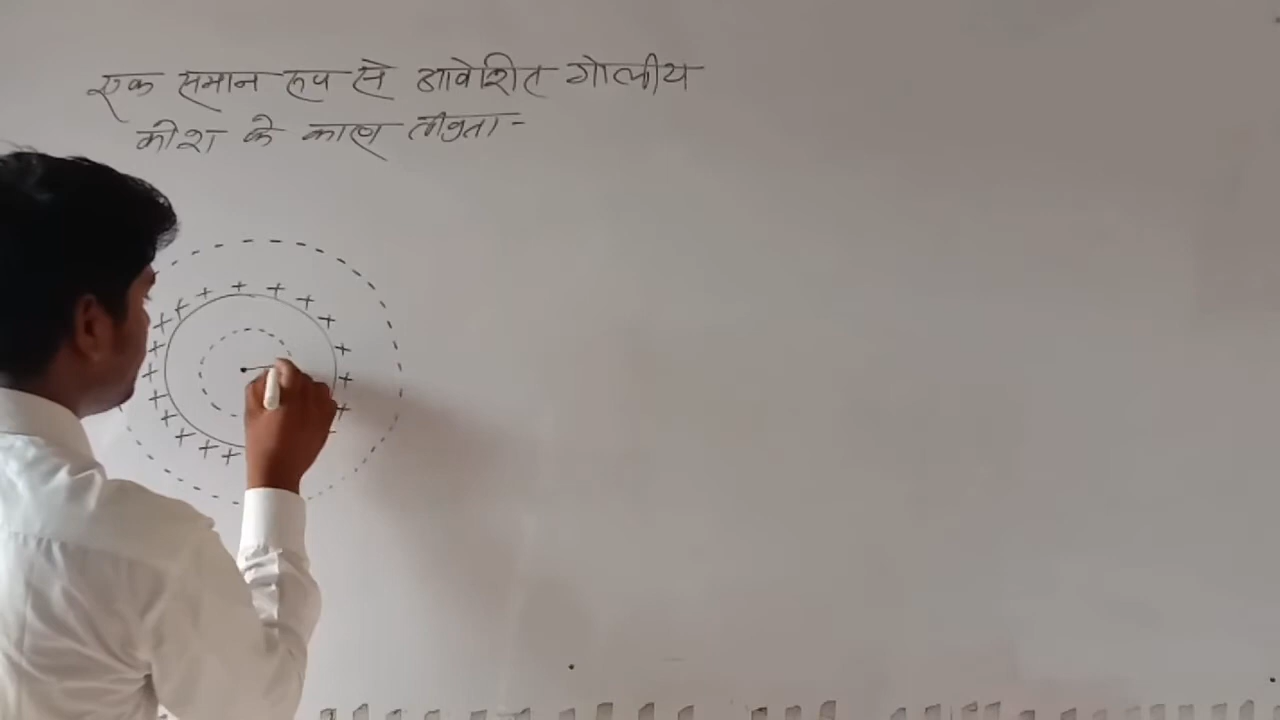 एक समान रूप से आवेशित गोलीय
कोश के कारण तीव्रता =